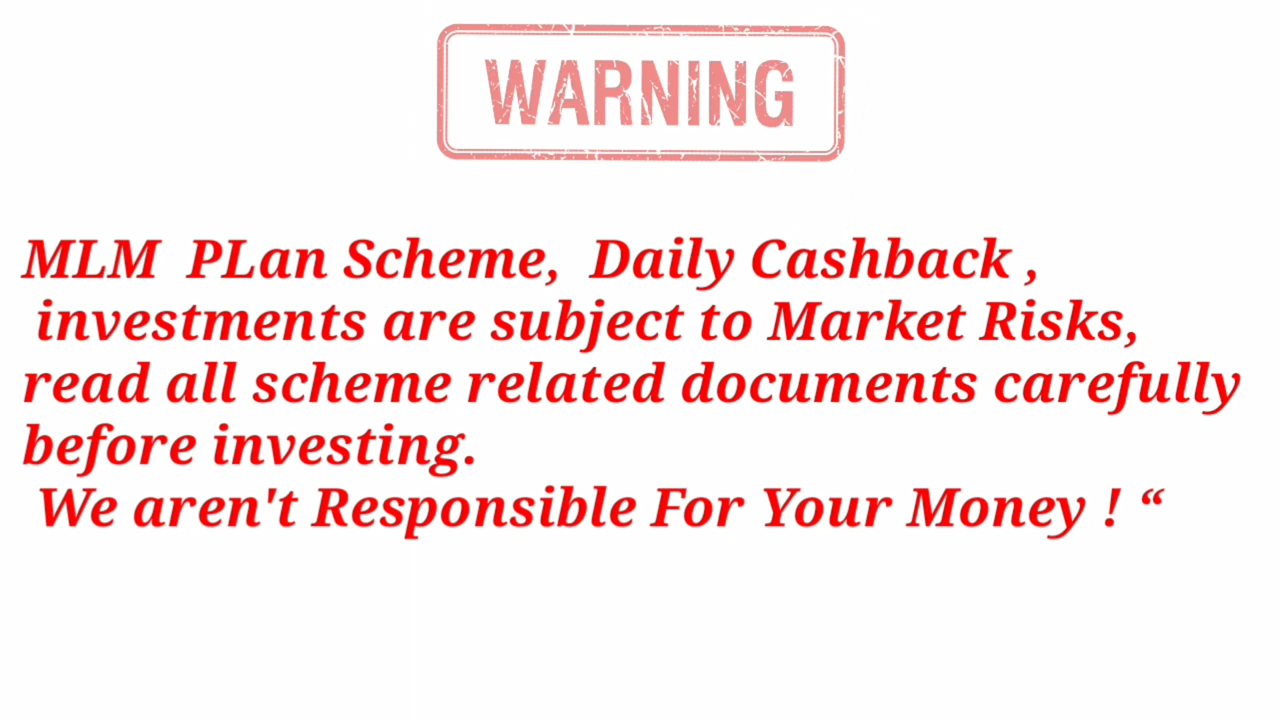 WARNING
MLM PLan Scheme, Daily Cashback ,
investments are subject to Market Risks,
read all scheme related documents carefully
before investing.
We aren't Responsible For Your Money ! “